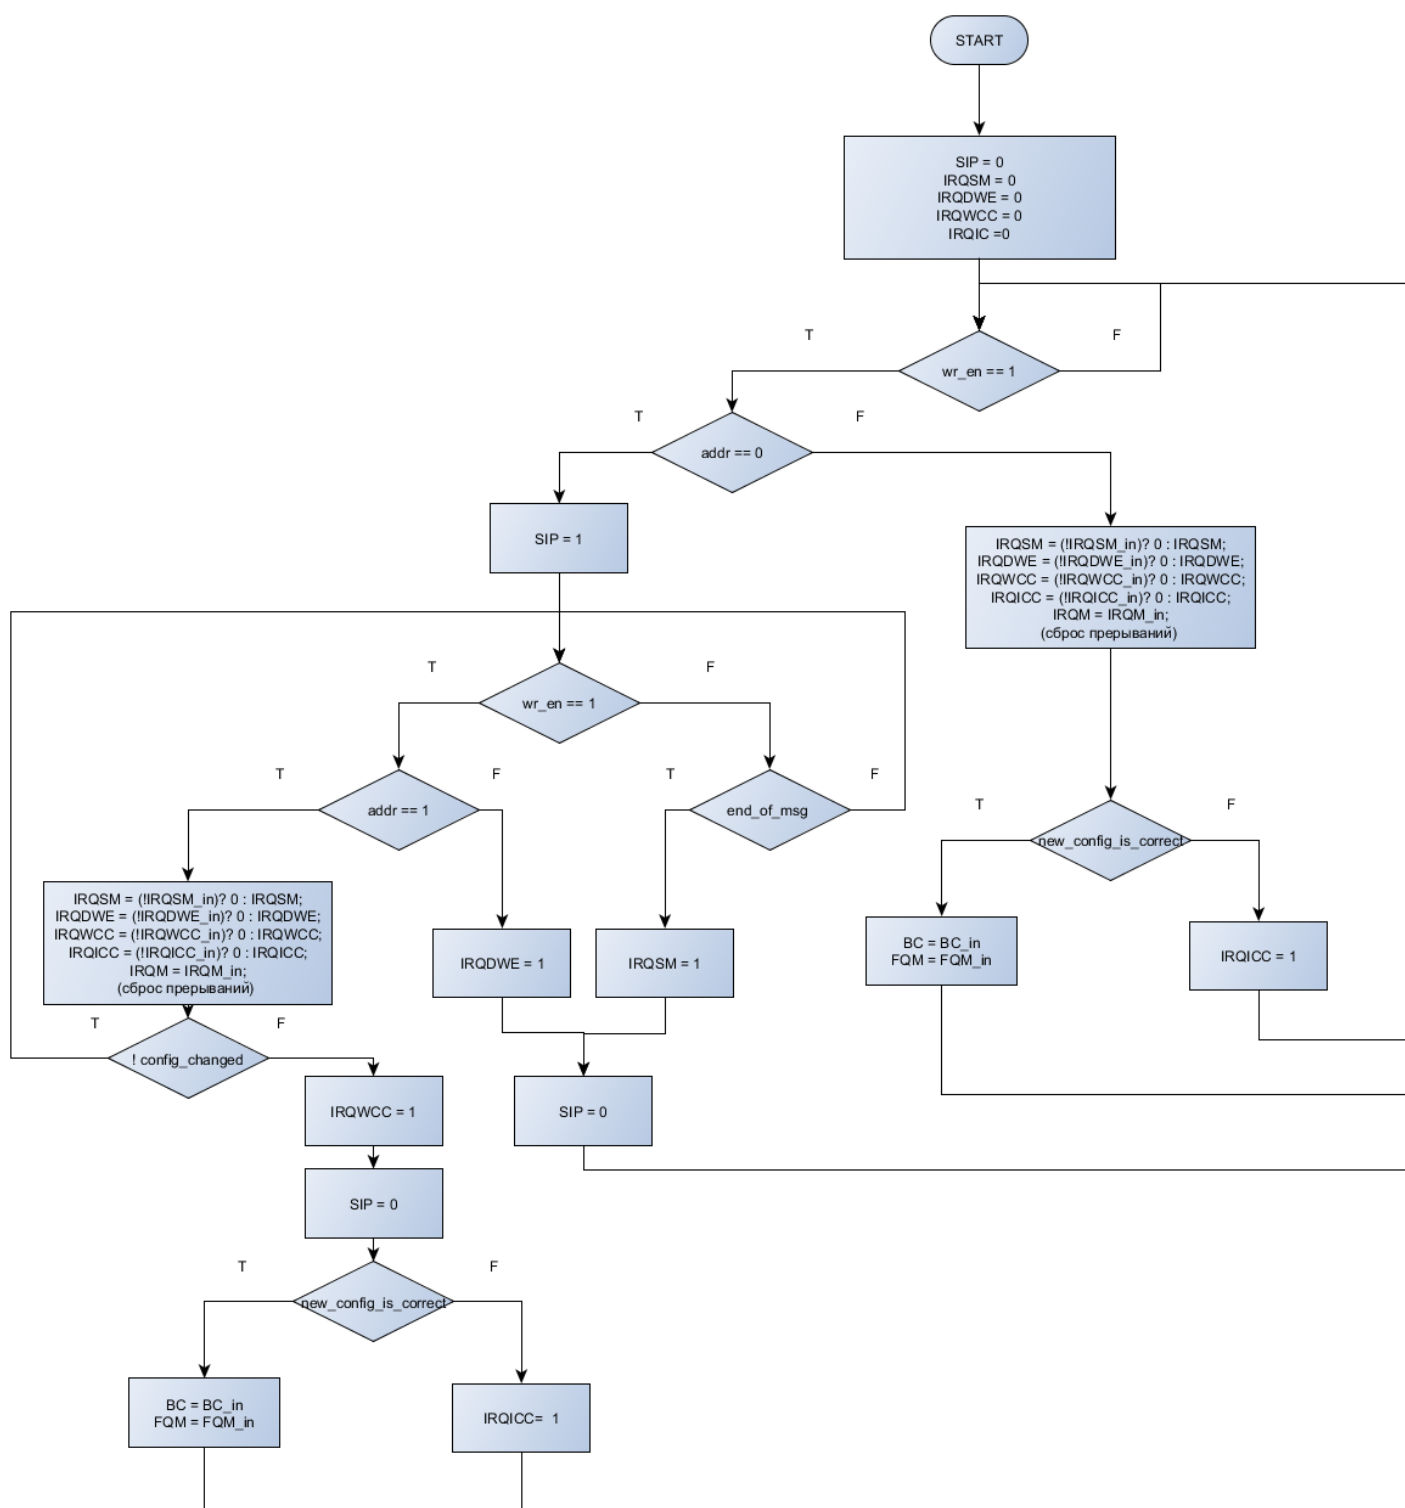 START
SIP = 0
IRQSM = 0
IRQDWE = 0
IRQWCC = 0
IRQIC =0
T
F
wr_en == 1
T
F
addr == 0
SIP = 1
IRQSM = (!IRQSM_in)? 0 : IRQSM;
IRQDWE = (!IRQDWE_in)? 0 : IRQDWE;
IRQWCC = (!IRQWCC_in)? 0 : IRQWCC;
IRQICC = (!IRQICC_in)? 0 : IRQICC;
IRQM = IRQM_in;
(сброс прерываний)
T
F
wr_en == 1
T
F
T
F
addr == 1
end_of_msg
T
F
new_config_is_correct
IRQSM = (!IRQSM_in)? 0 : IRQSM;
IRQDWE = (!IRQDWE_in)? 0 : IRQDWE;
IRQWCC = (!IRQWCC_in)? 0 : IRQWCC;
IRQICC = (!IRQICC_in)? 0 : IRQICC;
IRQM = IRQM_in;
(сброс прерываний)
IRQDWE = 1
IRQSM = 1
BC = BC_in
FQM = FQM_in
IRQICC = 1
T
F
! config_changed
IRQWCC = 1
SIP = 0
SIP = 0
T
F
new_config_is_correct
BC = BC_in
FQM = FQM_in
IRQICC=  1